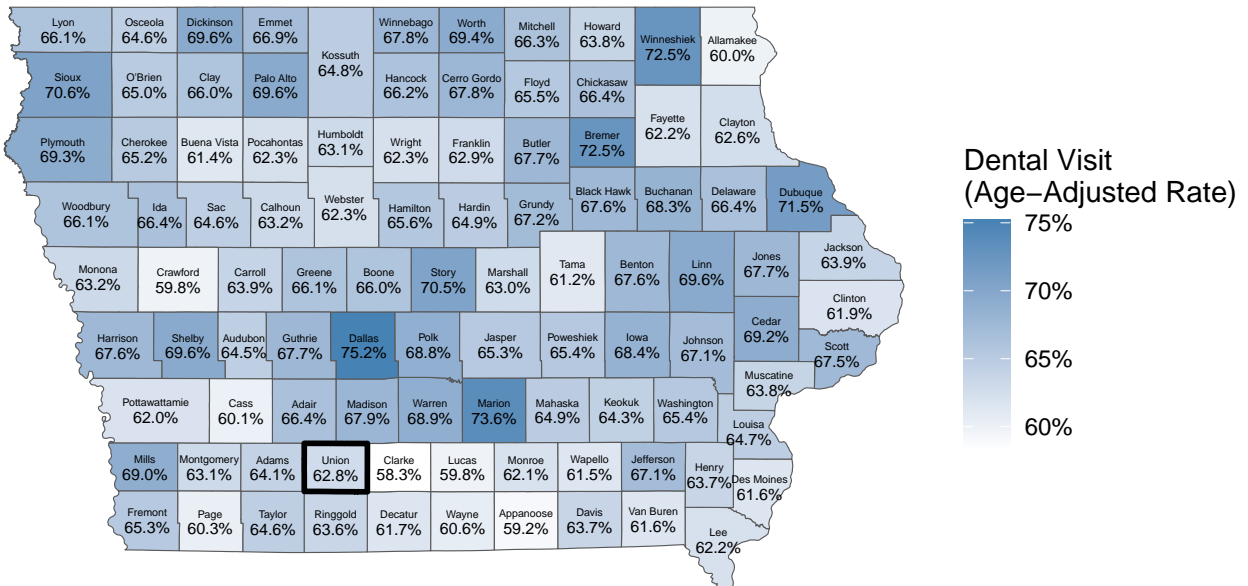 Lyon
66.1%
Osceola
64.6%
Dickinson
69.6%
Emmet
66.9%
Kossuth
64.8%
Winnebago
67.8%
Worth
69.4%
Mitchell
66.3%
Howard
63.8%
Winneshiek
72.5%
Allamakee
60.0%
Sioux
70.6%
O'Brien
65.0%
Clay
66.0%
Palo Alto
69.6%
Hancock
66.2%
Cerro Gordo
67.8%
Floyd
65.5%
Chickasaw
66.4%
Fayette
62.2%
Clayton
62.6%
Plymouth
69.3%
Cherokee
65.2%
Buena Vista
61.4%
Pocahontas
62.3%
Humboldt
63.1%
Wright
62.3%
Franklin
62.9%
Butler
67.7%
Bremer
72.5%
Woodbury
66.1%
Ida
66.4%
Sac
64.6%
Calhoun
63.2%
Webster
62.3%
Hamilton
65.6%
Hardin
64.9%
Grundy
67.2%
Black Hawk
67.6%
Buchanan
68.3%
Delaware
66.4%
Dubuque
71.5%
Monona
63.2%
Crawford
59.8%
Carroll
63.9%
Greene
66.1%
Boone
66.0%
Story
70.5%
Marshall
63.0%
Tama
61.2%
Benton
67.6%
Linn
69.6%
Jones
67.7%
Jackson
63.9%
Clinton
61.9%
Harrison
67.6%
Shelby
69.6%
Audubon
64.5%
Guthrie
67.7%
Dallas
75.2%
Polk
68.8%
Jasper
65.3%
Poweshiek
65.4%
Iowa
68.4%
Johnson
67.1%
Cedar
69.2%
Scott
67.5%
Muscatine
63.8%
Pottawattamie
62.0%
Cass
60.1%
Adair
66.4%
Madison
67.9%
Warren
68.9%
Marion
73.6%
Mahaska
64.9%
Keokuk
64.3%
Washington
65.4%
Louisa
64.7%
Mills
69.0%
Montgomery
63.1%
Adams
64.1%
Union
62.8%
Clarke
58.3%
Lucas
59.8%
Monroe
62.1%
Wapello
61.5%
Jefferson
67.1%
Henry
63.7%
Des Moines
61.6%
Fremont
65.3%
Page
60.3%
Taylor
64.6%
Ringgold
63.6%
Decatur
61.7%
Wayne
60.6%
Appanoose
59.2%
Davis
63.7%
Van Buren
61.6%
Lee
62.2%
Dental Visit
(Age−Adjusted Rate)
75%
70%
65%
60%